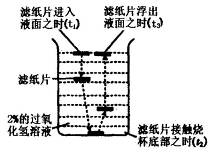 滤纸片进入
液面之时(t₁)
滤纸片浮出
液面之时(t₃)
滤纸片
2%的过氧
化氢溶液
滤纸片接触烧
杯底部之时(t₂)